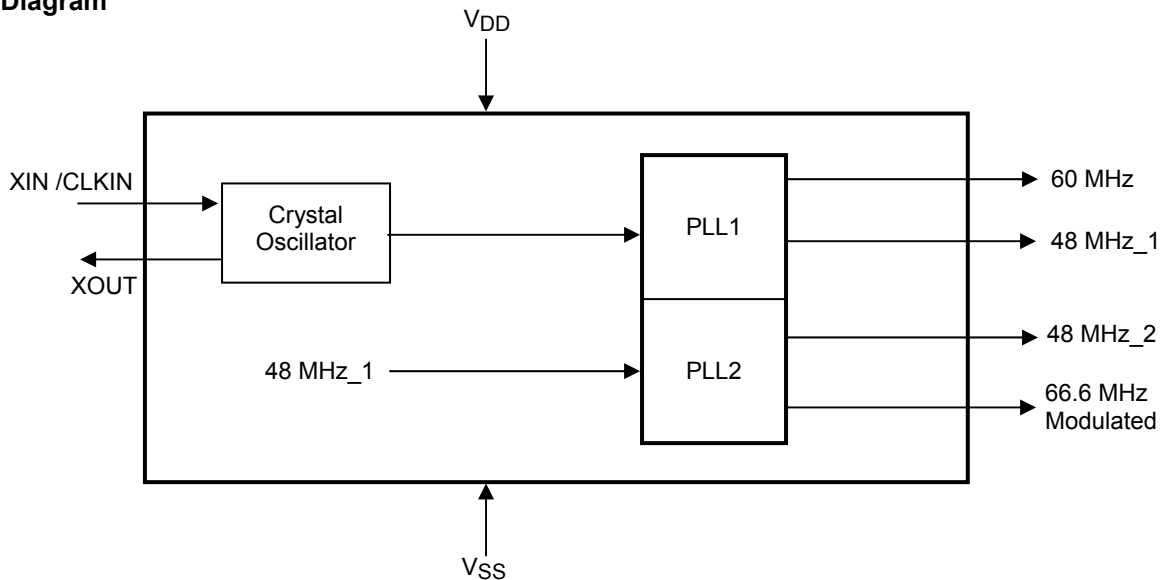 Diagram
VDD
XIN /CLKIN
Crystal
Oscillator
XOUT
PLL1
60 MHz
48 MHz_1
48 MHz_1
PLL2
48 MHz_2
66.6 MHz
Modulated
VSS